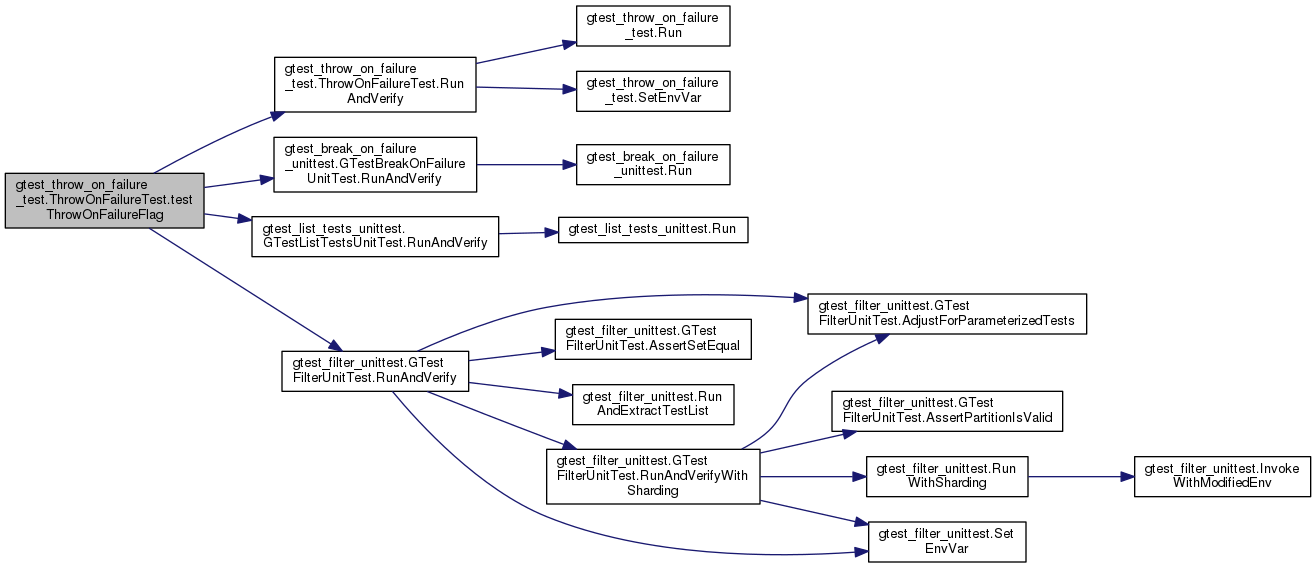 gtest_throw_on_failure
_test.ThrowOnFailureTest.test
ThrowOnFailureFlag
gtest_throw_on_failure
_test.ThrowOnFailureTest.Run
AndVerify
gtest_throw_on_failure
_test.Run
gtest_throw_on_failure
_test.SetEnvVar
gtest_break_on_failure
_unittest.GTestBreakOnFailure
UnitTest.RunAndVerify
gtest_break_on_failure
_unittest.Run
gtest_list_tests_unittest.
GTestListTestsUnitTest.RunAndVerify
gtest_list_tests_unittest.Run
gtest_filter_unittest.GTest
FilterUnitTest.RunAndVerify
gtest_filter_unittest.GTest
FilterUnitTest.AdjustForParameterizedTests
gtest_filter_unittest.GTest
FilterUnitTest.AssertSetEqual
gtest_filter_unittest.Run
AndExtractTestList
gtest_filter_unittest.GTest
FilterUnitTest.RunAndVerifyWith
Sharding
gtest_filter_unittest.GTest
FilterUnitTest.AssertPartitionIsValid
gtest_filter_unittest.Run
WithSharding
gtest_filter_unittest.Invoke
WithModifiedEnv
gtest_filter_unittest.Set
EnvVar